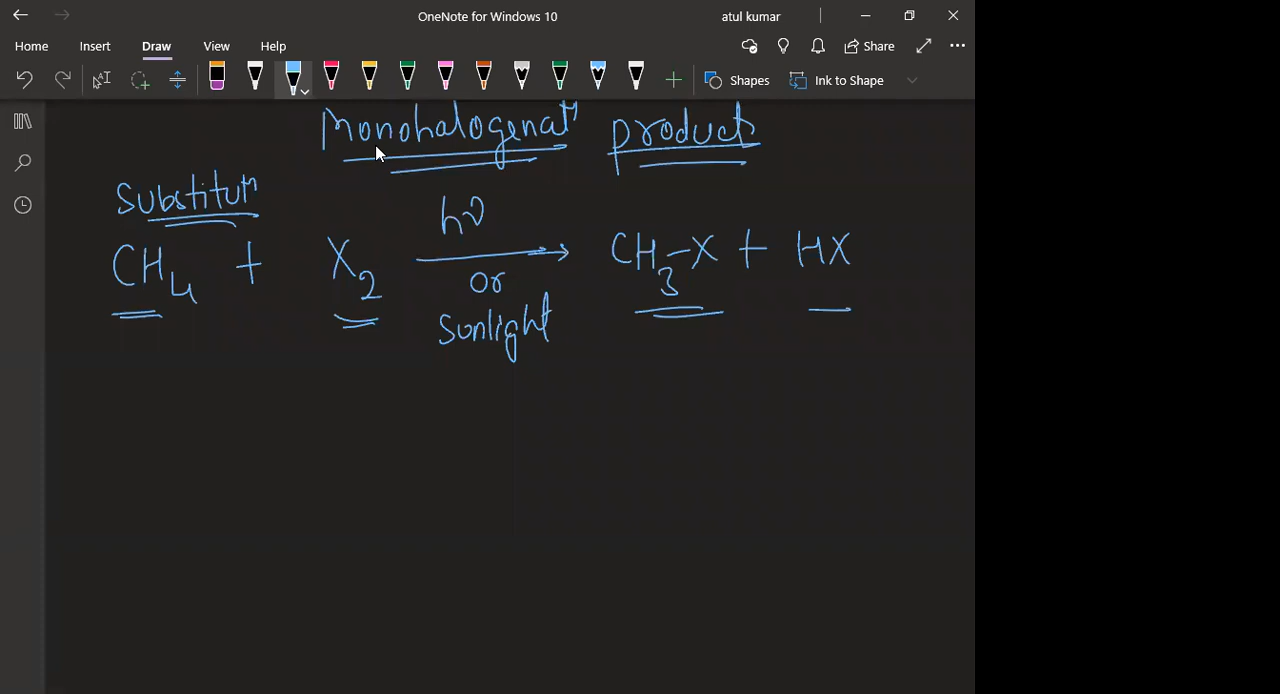 OneNote for Windows 10
atul kumar
Home Insert Draw View Help
Share
Shapes
Ink to Shape
Monohalogenatⁿ product
Substitutⁿ
CH₄ + X₂ hν or sunlight → CH₃-X + HX